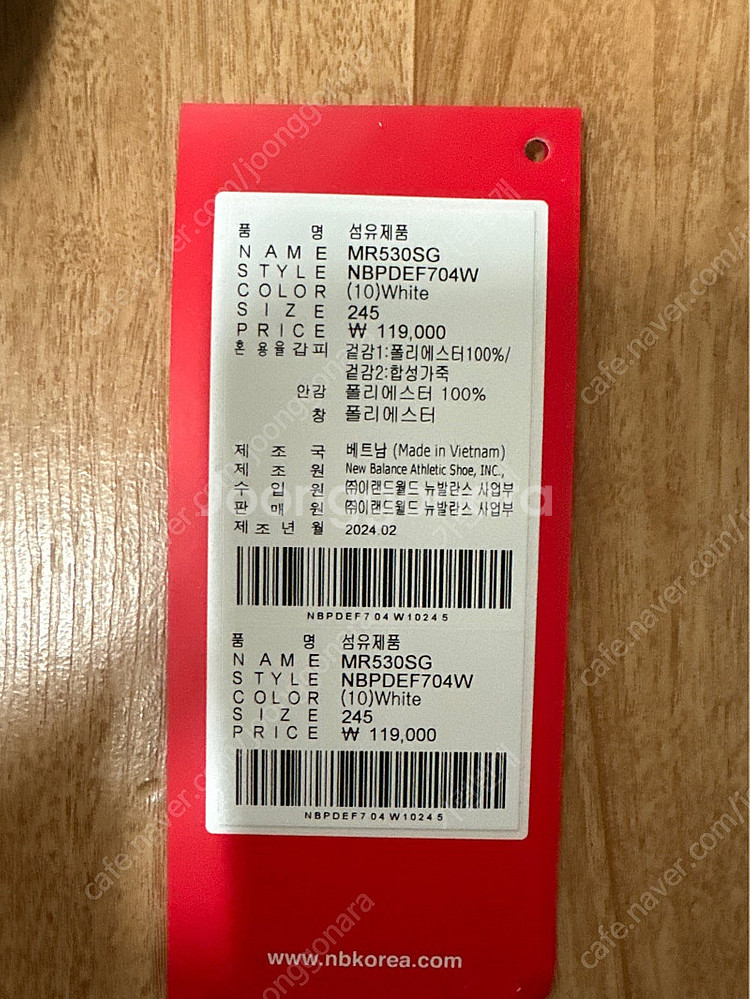 품 명 섬유제품
NAME MR530SG
STYLE NBPDEF704W
COLOR (10)White
SIZE 245
PRICE ₩ 119,000
혼용율갑피 겉감1:폴리에스터100%/
겉감2:합성가죽
안감 폴리에스터 100%
창 폴리에스터
제조국 베트남 (Made in Vietnam)
제조원 New Balance Athletic Shoe, INC.,
수입원 ㈜이랜드월드 뉴발란스 사업부
판매원 ㈜이랜드월드 뉴발란스 사업부
제조년월 2024.02
NBPDEF704W10245
품 명 섬유제품
NAME MR530SG
STYLE NBPDEF704W
COLOR (10)White
SIZE 245
PRICE ₩ 119,000
NBPDEF704W10245
www.nbkorea.com
joonggonara
cafe.naver.com/joonggonara